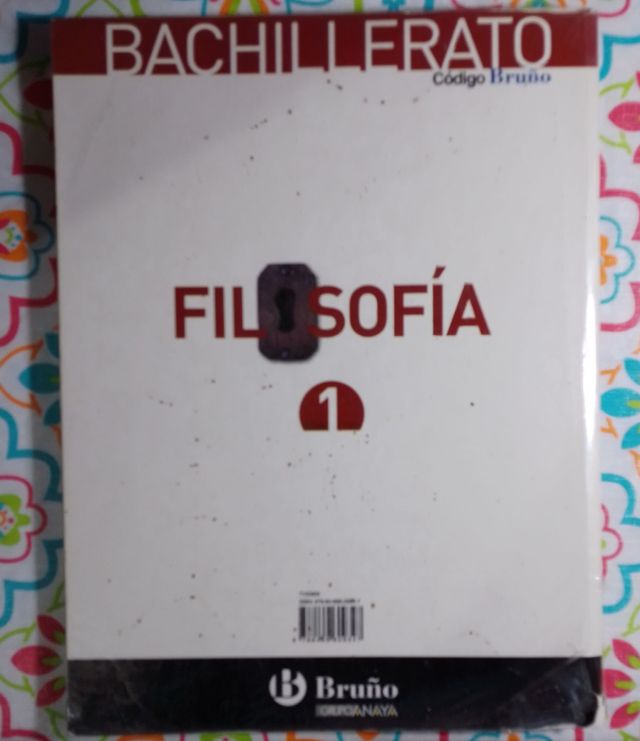 BACHILLERATO
Código Bruño
FILOSOFÍA
1
Bruño
GRUPO ANAYA